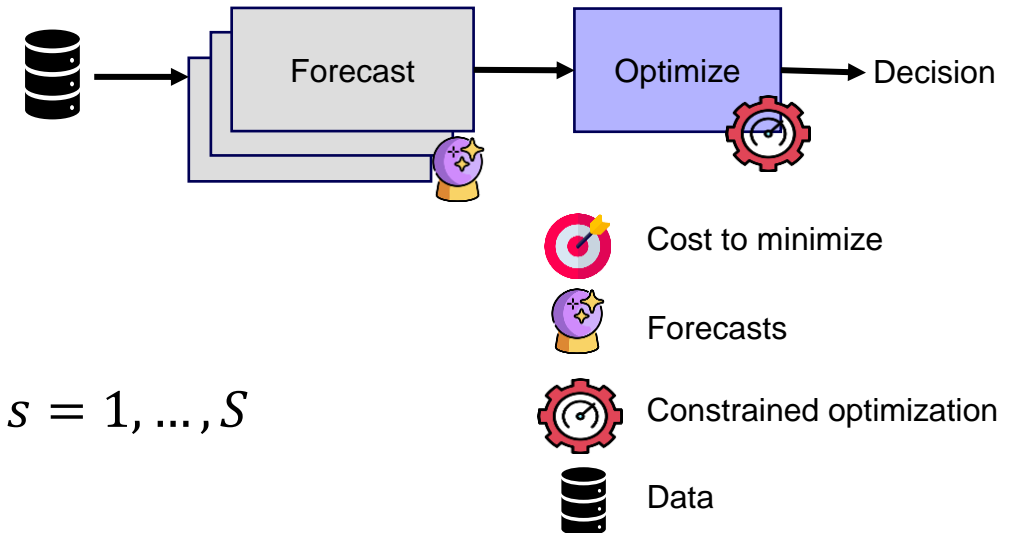 Forecast
Optimize
Decision
Cost to minimize
Forecasts
s = 1, … , S
Constrained optimization
Data